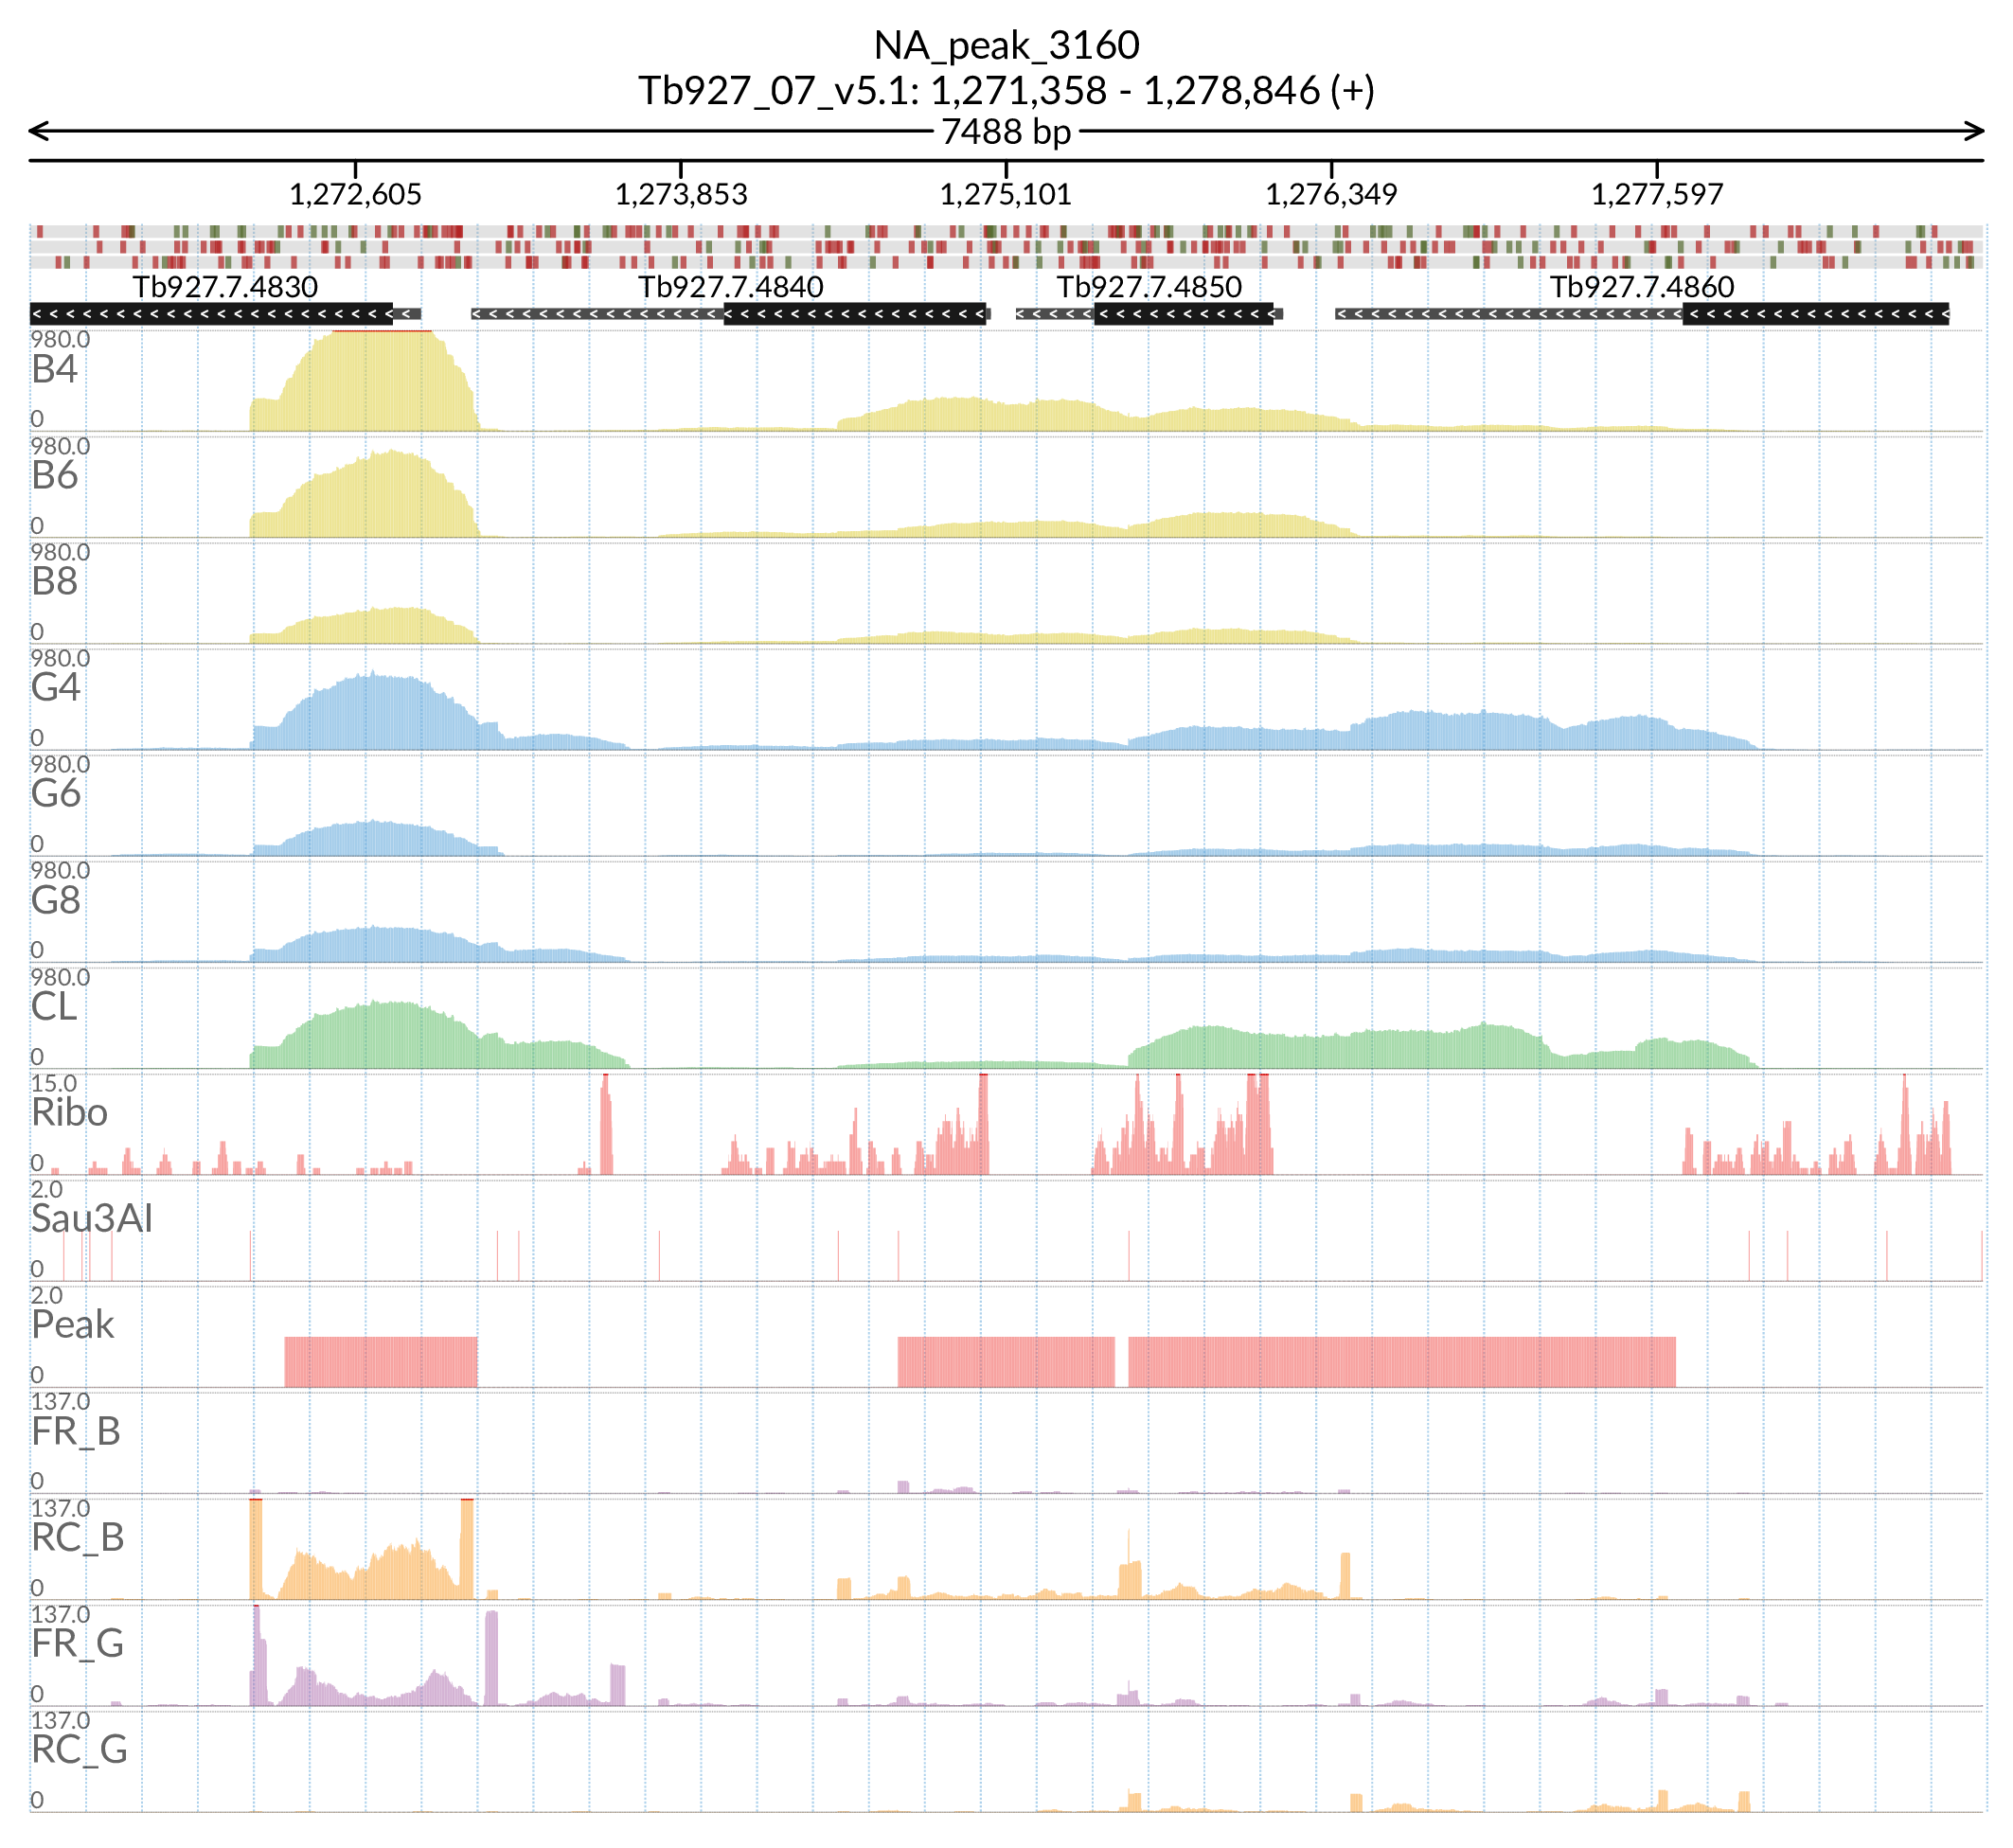 NA_peak_3160
Tb927_07_v5.1: 1,271,358 - 1,278,846 (+)
7488 bp
1,272,605 1,273,853 1,275,101 1,276,349 1,277,597
Tb927.7.4830 Tb927.7.4840 Tb927.7.4850 Tb927.7.4860
980.0
B4
0
980.0
B6
0
980.0
B8
0
980.0
G4
0
980.0
G6
0
980.0
G8
0
980.0
CL
0
15.0
Ribo
0
2.0
Sau3AI
0
2.0
Peak
0
137.0
FR_B
0
137.0
RC_B
0
137.0
FR_G
0
137.0
RC_G
0